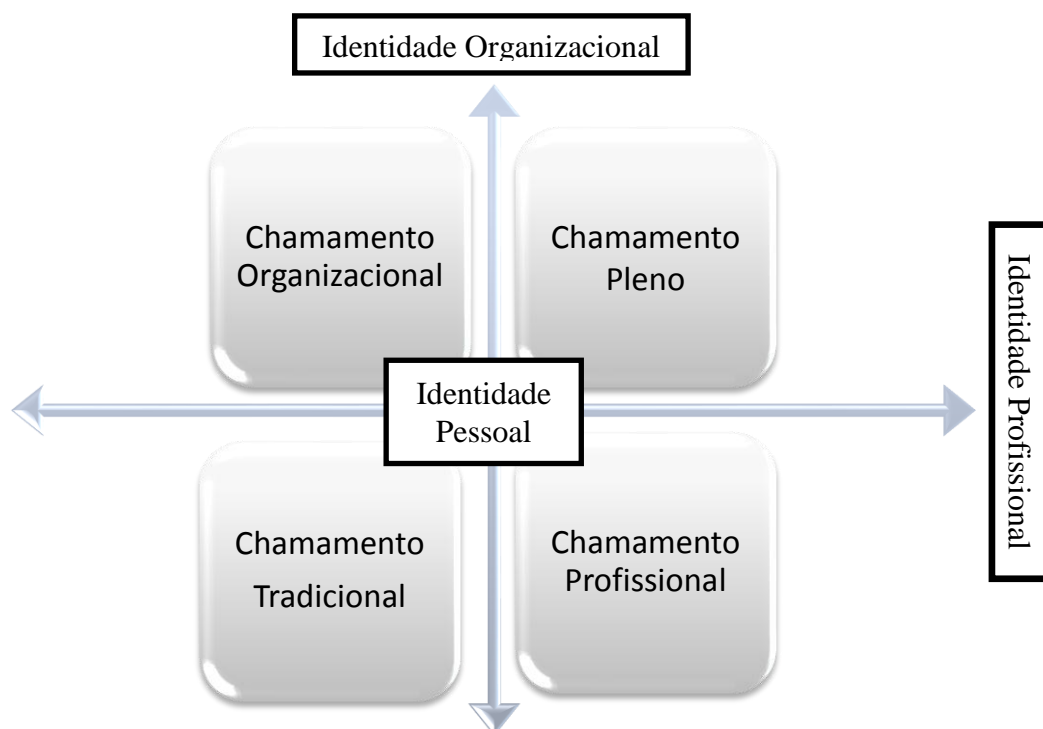 Identidade Organizacional
Chamamento
Organizacional
Chamamento
Pleno
Identidade Profissional
Identidade
Pessoal
Chamamento
Tradicional
Chamamento
Profissional